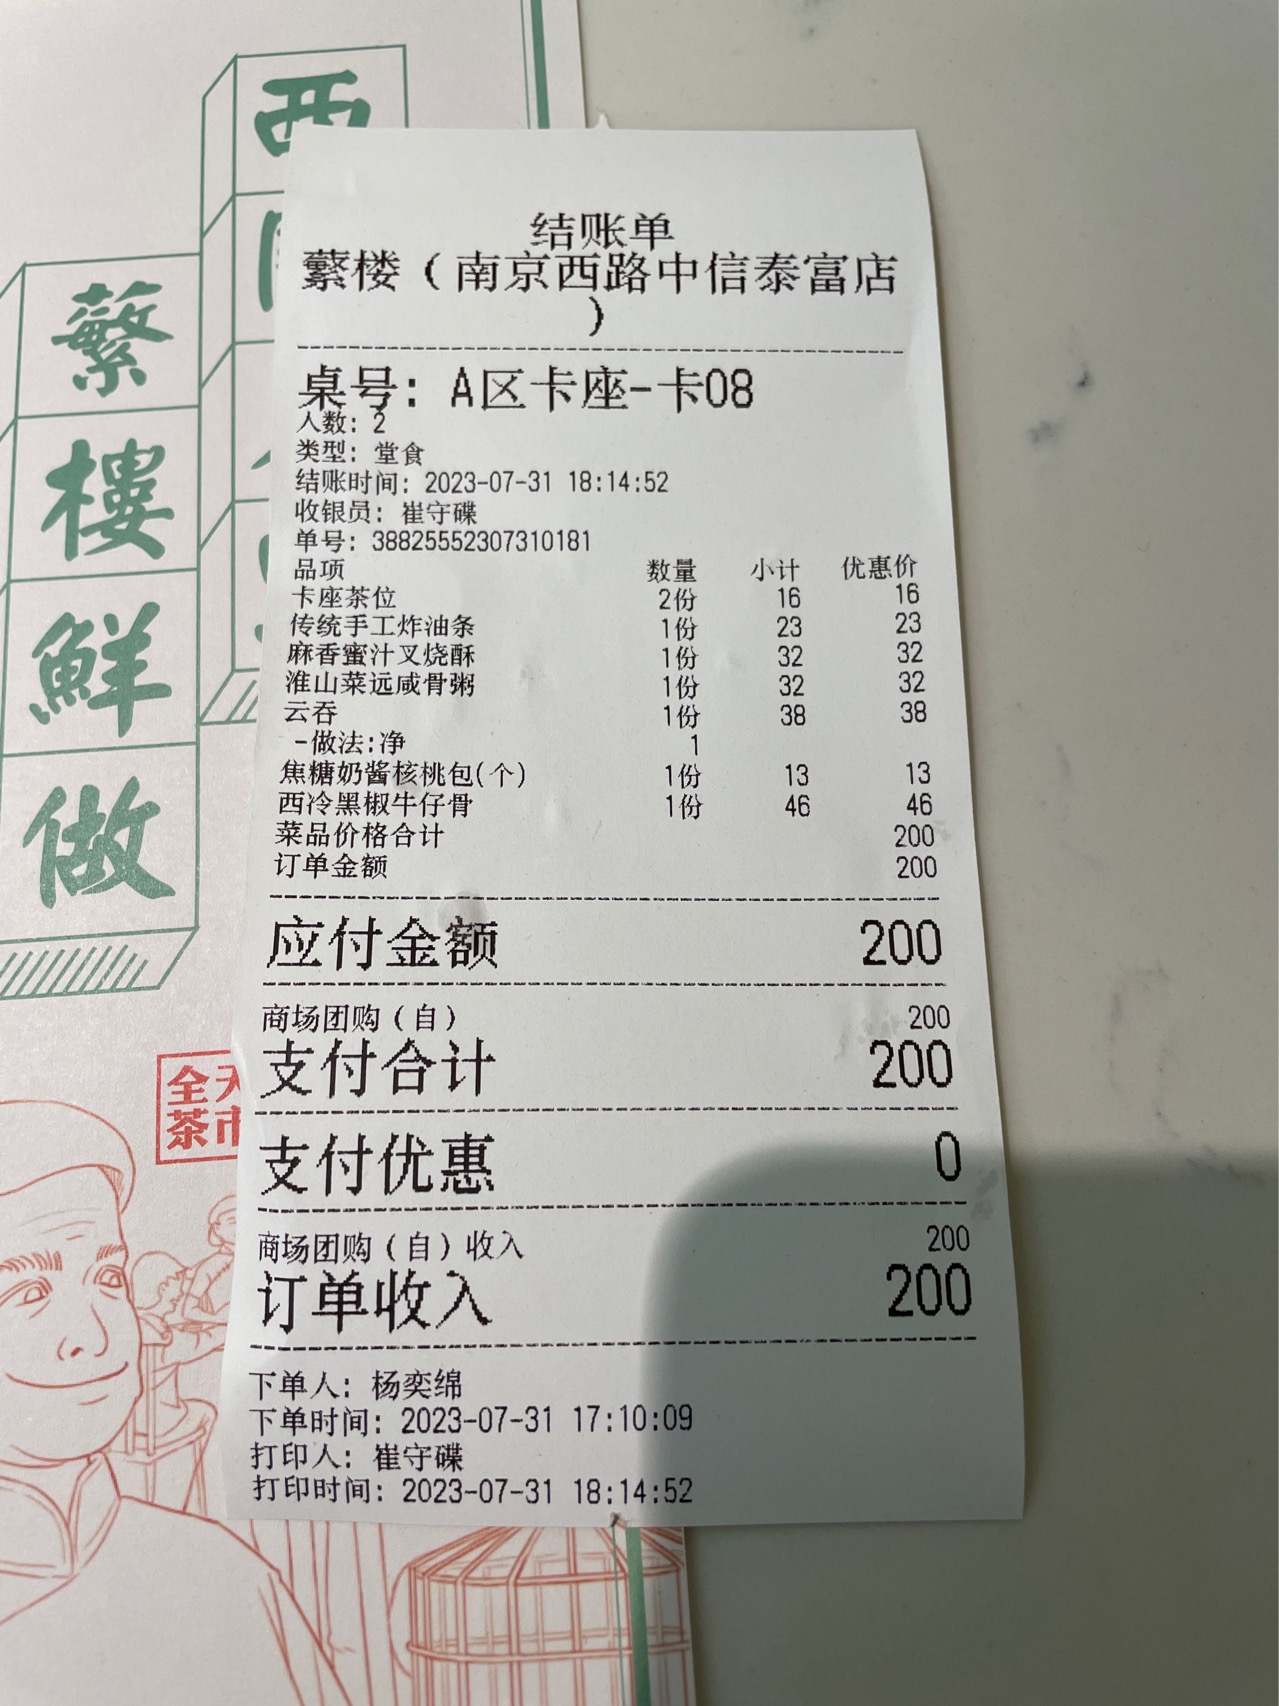 西
蘩
樓
鮮
做
全天
茶市
结账单
蘩楼（南京西路中信泰富店
）
桌号: A区卡座-卡08
人数: 2
类型: 堂食
结账时间: 2023-07-31 18:14:52
收银员: 崔守碟
单号: 388255552307310181
品项 数量 小计 优惠价
卡座茶位 2份 16 16
传统手工炸油条 1份 23 23
麻香蜜汁叉烧酥 1份 32 32
淮山菜远咸骨粥 1份 32 32
云吞 1份 38 38
-做法:净 1
焦糖奶酱核桃包(个) 1份 13 13
西冷黑椒牛仔骨 1份 46 46
菜品价格合计 200
订单金额 200
应付金额 200
商场团购（自） 200
支付合计 200
支付优惠 0
商场团购（自）收入 200
订单收入 200
下单人: 杨奕绵
下单时间: 2023-07-31 17:10:09
打印人: 崔守碟
打印时间: 2023-07-31 18:14:52